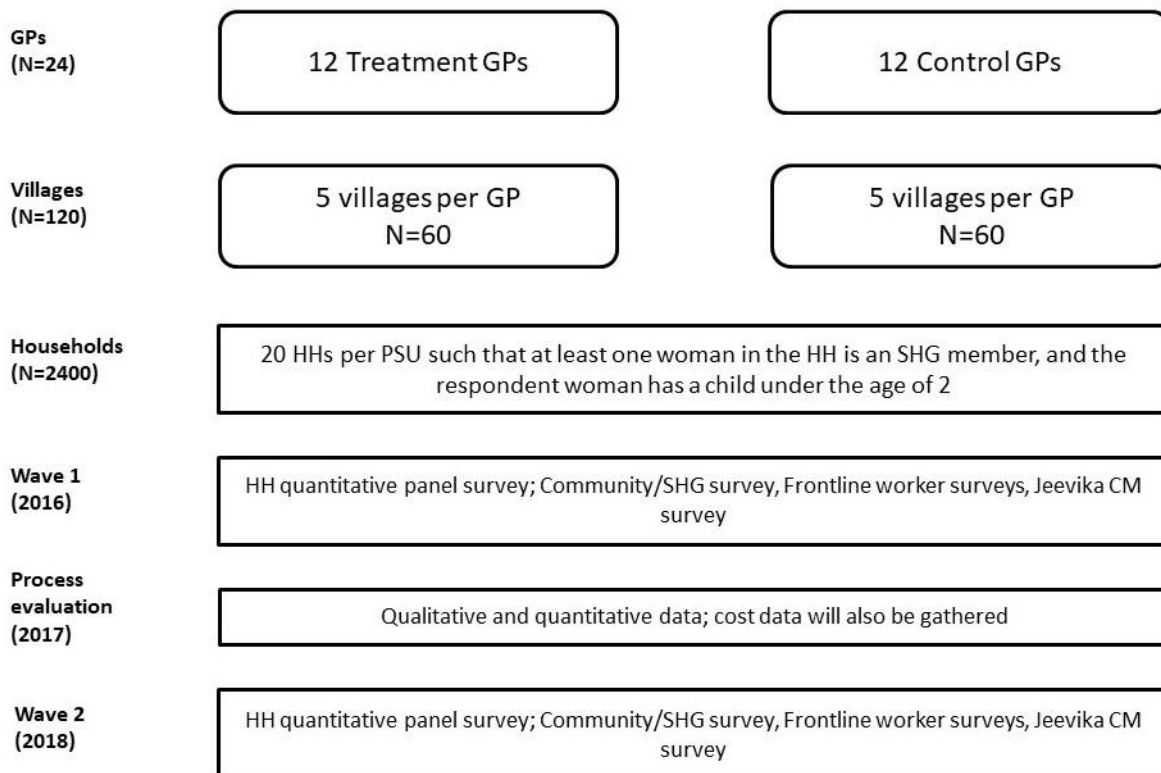 GPs
(N=24)
12 Treatment GPs
12 Control GPs
Villages
(N=120)
5 villages per GP
N=60
5 villages per GP
N=60
Households
(N=2400)
20 HHs per PSU such that at least one woman in the HH is an SHG member, and the
respondent woman has a child under the age of 2
Wave 1
(2016)
HH quantitative panel survey; Community/SHG survey, Frontline worker surveys, Jeevika CM
survey
Process
evaluation
(2017)
Qualitative and quantitative data; cost data will also be gathered
Wave 2
(2018)
HH quantitative panel survey; Community/SHG survey, Frontline worker surveys, Jeevika CM
survey